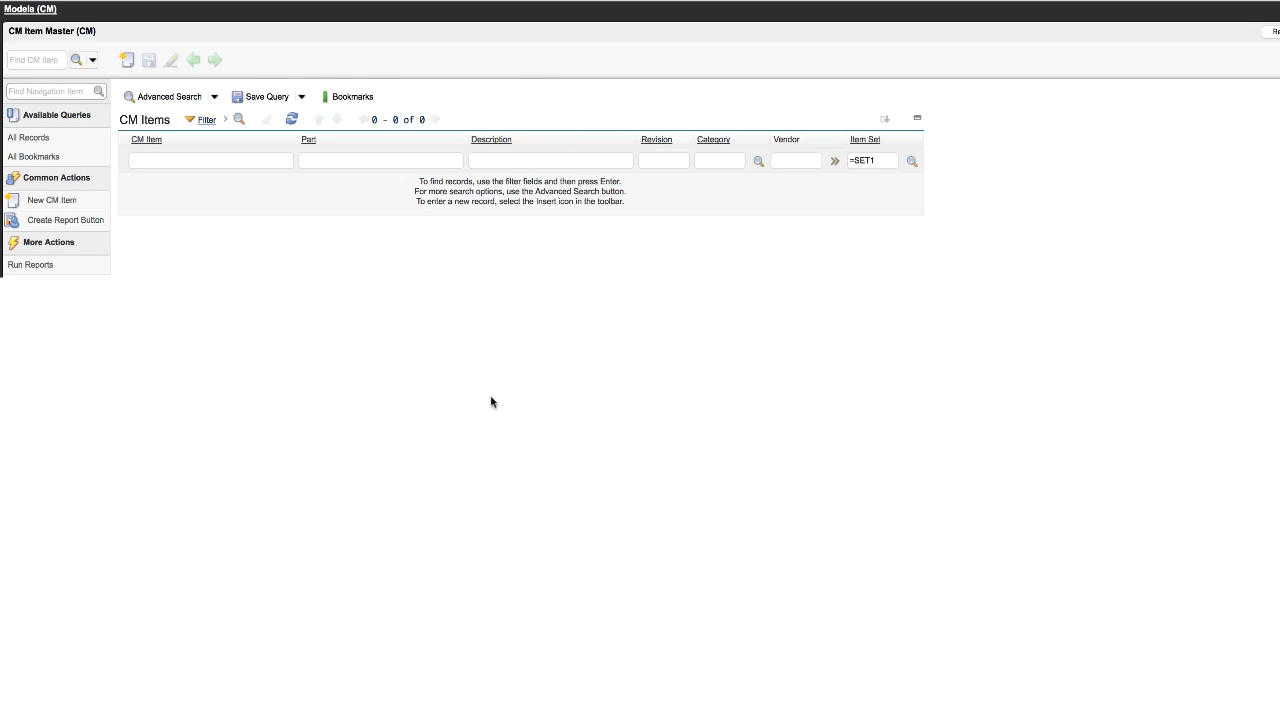 Models (CM)
CM Item Master (CM)
Re
Find CM Item
Find Navigation Item
Available Queries
All Records
All Bookmarks
Common Actions
New CM Item
Create Report Button
More Actions
Run Reports
Advanced Search
Save Query
Bookmarks
CM Items
Filter
0 - 0 of 0
CM Item Part Description Revision Category Vendor Item Set
=SET1
To find records, use the filter fields and then press Enter.
For more search options, use the Advanced Search button.
To enter a new record, select the Insert icon in the toolbar.